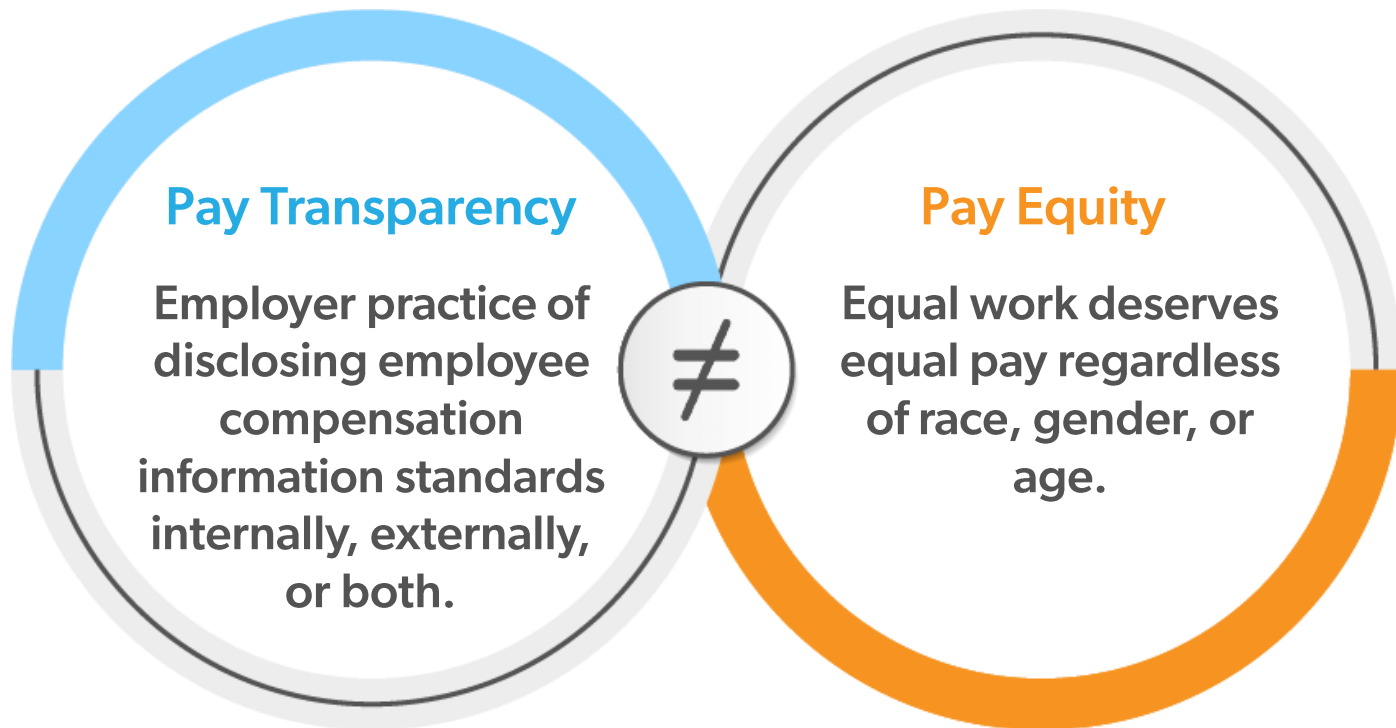 Pay Transparency
Employer practice of
disclosing employee
compensation
information standards
internally, externally,
or both.
≠
Pay Equity
Equal work deserves
equal pay regardless
of race, gender, or
age.